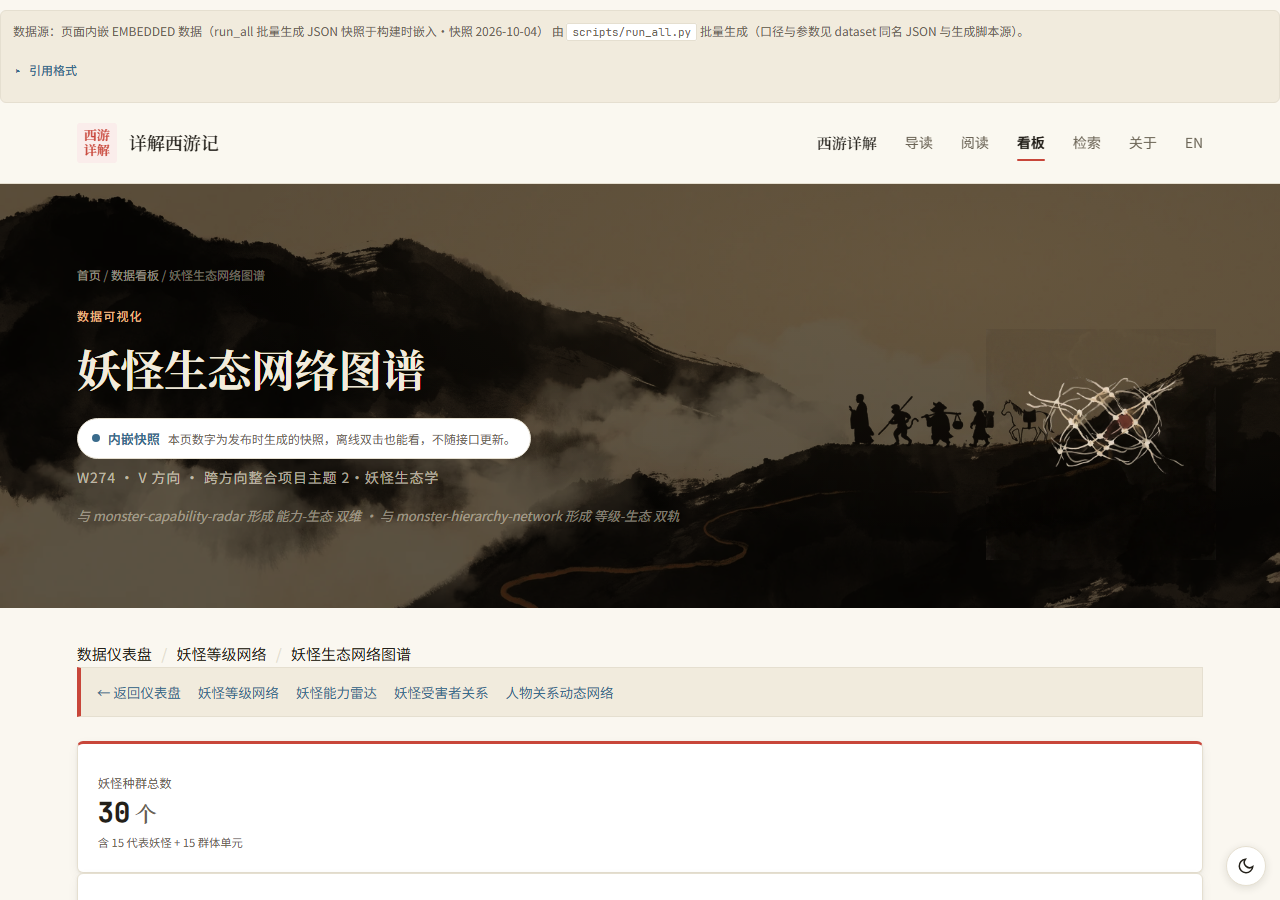 数据源：页面内嵌 EMBEDDED 数据（run_all 批量生成 JSON 快照于构建时嵌入・快照 2026-10-04） 由 scripts/run_all.py 批量生成（口径与参数见 dataset 同名 JSON 与生成脚本源）。
引用格式
西游
详解
详解西游记
西游详解 导读 阅读 看板 检索 关于 EN
首页 / 数据看板 / 妖怪生态网络图谱
数据可视化
妖怪生态网络图谱
内嵌快照 本页数字为发布时生成的快照，离线双击也能看，不随接口更新。
W274 ・ V 方向 ・ 跨方向整合项目主题 2・妖怪生态学
与 monster-capability-radar 形成 能力-生态 双维 ・ 与 monster-hierarchy-network 形成 等级-生态 双轨
数据仪表盘 / 妖怪等级网络 / 妖怪生态网络图谱
← 返回仪表盘 妖怪等级网络 妖怪能力雷达 妖怪受害者关系 人物关系动态网络
妖怪种群总数
30 个
含 15 代表妖怪 + 15 群体单元